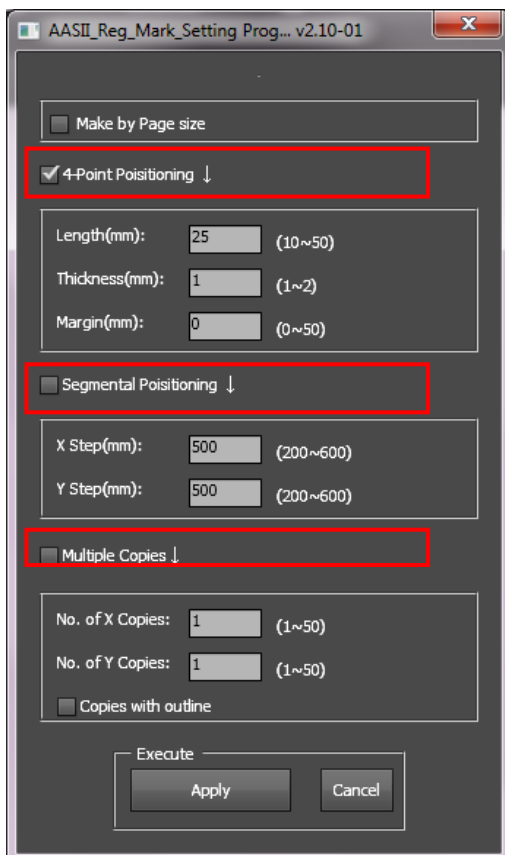 AASII_Reg_Mark_Setting Prog... v2.10-01
Make by Page size
4-Point Poisitioning ↓
Length(mm): 25 (10~50)
Thickness(mm): 1 (1~2)
Margin(mm): 0 (0~50)
Segmental Poisitioning ↓
X Step(mm): 500 (200~600)
Y Step(mm): 500 (200~600)
Multiple Copies ↓
No. of X Copies: 1 (1~50)
No. of Y Copies: 1 (1~50)
Copies with outline
Execute
Apply Cancel